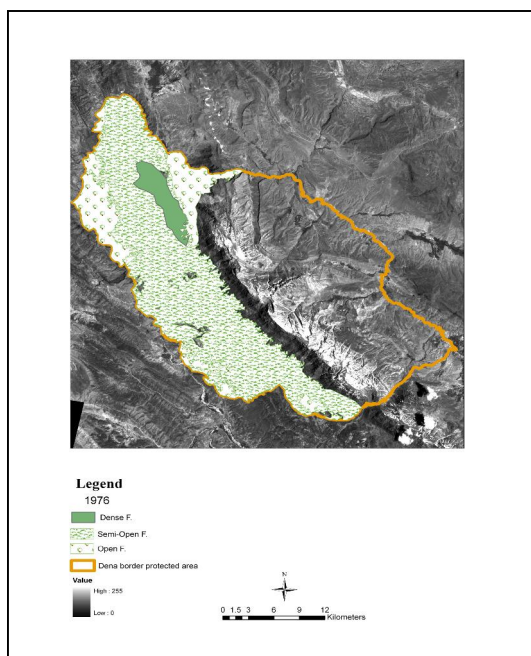 Legend
1976
Dense F.
Semi-Open F.
Open F.
Dena border protected area
Value
High : 255
Low : 0
N
0 1.5 3 6 9 12
Kilometers